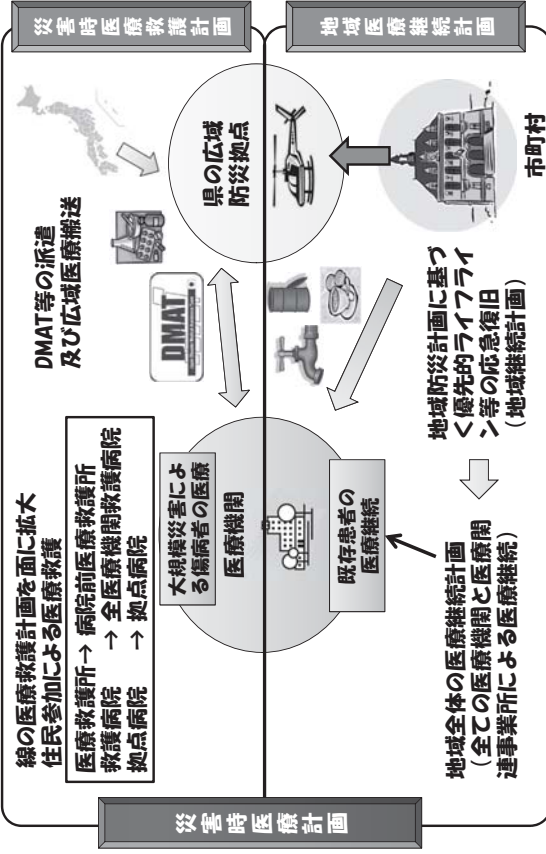 災害時医療計画
災害時医療救護計画
線の医療救護計画を面に拡大
住民参加による医療救護
医療救護所→ 病院前医療救護所
救護病院 → 全医療機関救護病院
拠点病院 → 拠点病院
DMAT等の派遣
及び広域医療搬送
DMAT
大規模災害によ
る傷病者の医療
医療機関
県の広域
防災拠点
既存患者の
医療継続
地域医療継続計画
地域全体の医療継続計画
(全ての医療機関と医療関
連事業所による医療継続)
地域防災計画に基づ
く優先的ライフライ
ン等の応急復旧
(地域継続計画)
市町村